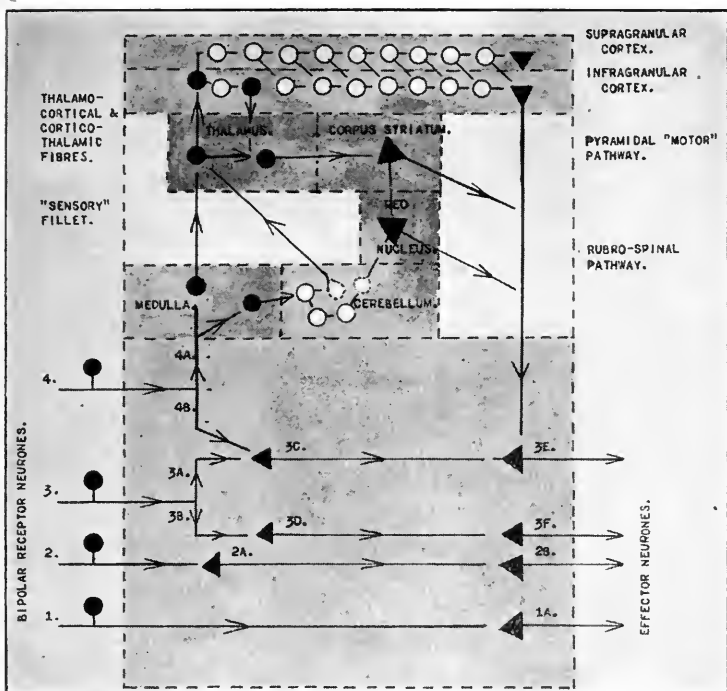 SUPRAGRANULAR
CORTEX.
INFRAGRANULAR
CORTEX.
THALAMO-
CORTICAL &
CORTICO-
THALAMIC
FIBRES.
THALAMUS.
CORPUS STRIATUM.
PYRAMIDAL "MOTOR"
PATHWAY.
"SENSORY"
FILLET.
RED
NUCLEUS.
RUBRO-SPINAL
PATHWAY.
MEDULLA.
CEREBELLUM.
4A.
4.
4B.
3C.
3E.
3A.
3.
3B.
3D.
3F.
2.
2A.
2B.
1.
1A.
BIPOLAR RECEPTOR NEURONES.
EFFECTOR NEURONES.